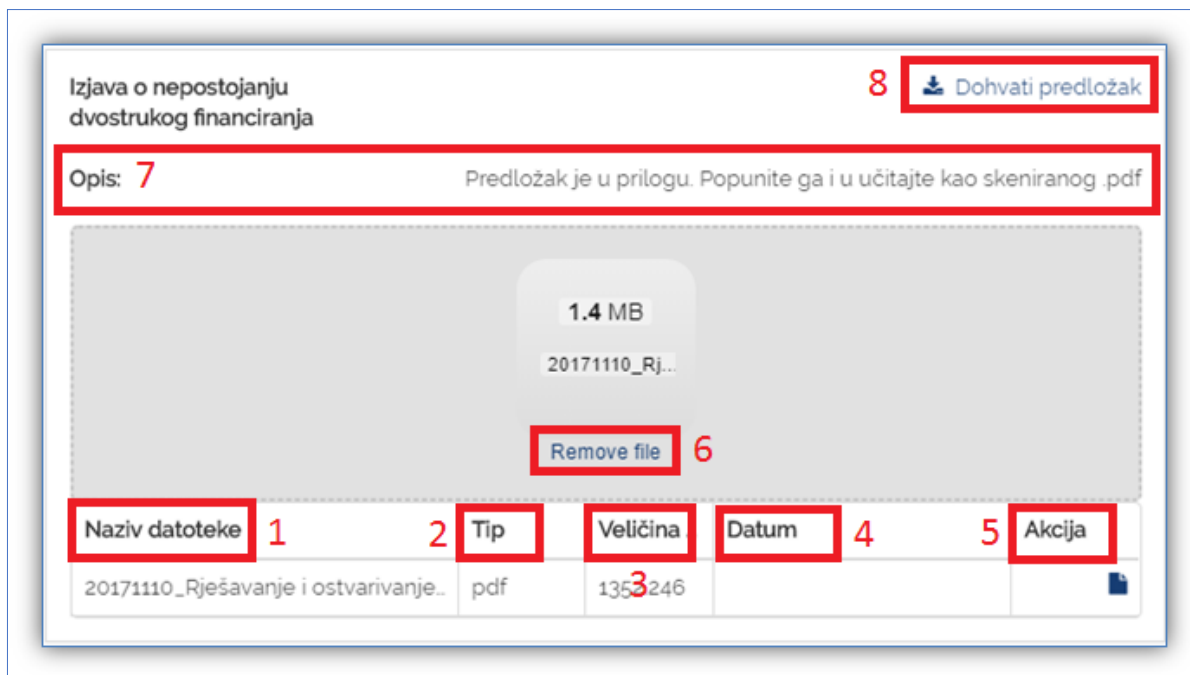 Izjava o nepostojanju
dvostrukog financiranja
8 Dohvati predložak
Opis: 7 Predložak je u prilogu. Popunite ga i u učitajte kao skeniranog .pdf
1.4 MB
20171110_Rj...
Remove file 6
Naziv datoteke 1 2 Tip Veličina Datum 4 5 Akcija
20171110_Rješavanje i ostvarivanje... pdf
3